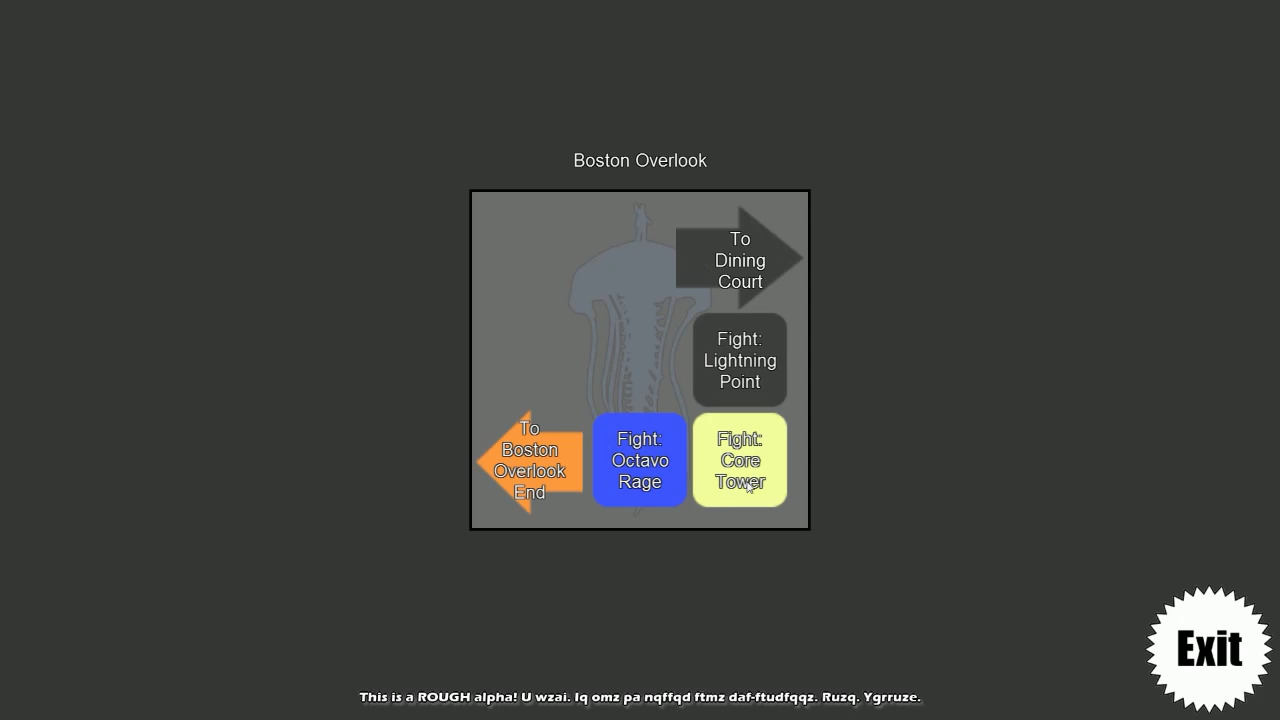 Boston Overlook
To
Dining
Court
Fight:
Lightning
Point
To
Boston
Overlook
End
Fight:
Octavo
Rage
Fight:
Core
Tower
Exit
This is a ROUGH alpha! U wzai. Iq omz pa nqffqd ftmz daf-ftudfqqz. Ruzq. Ygrruze.